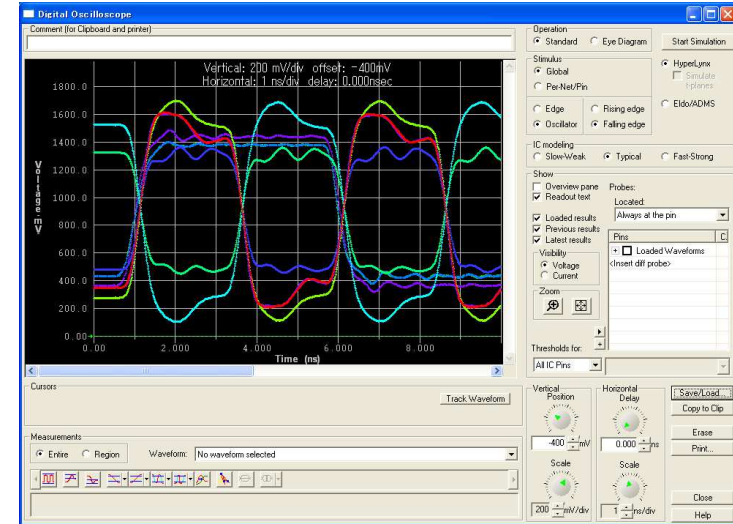 Digital Oscilloscope
Comment (for Clipboard and printer)
Vertical: 200 mV/div offset: -400mV
Horizontal: 1 ns/div delay: 0.000nsec
1800.0
1600.0
1400.0
1200.0
1000.0
800.0
600.0
400.0
200.0
0.00
Voltage-mV
0.00 2.000 4.000 6.000 8.000
Time (ns)
Cursors
Track Waveform
Measurements
Entire Region Waveform: No waveform selected
Operation
Standard Eye Diagram
Start Simulation
Stimulus
Global
Per-Net/Pin
HyperLynx
Simulate
t-planes
Eldo/ADMS
Edge Rising edge
Oscillator Falling edge
IC modeling
Slow-Weak Typical Fast-Strong
Show
Overview pane
Readout text
Loaded results
Previous results
Latest results
Visibility
Voltage
Current
Zoom
Probes:
Located:
Always at the pin
Pins C.
+ Loaded Waveforms
<Insert diff probe>
Thresholds for:
All IC Pins
Vertical
Position
-400 mV
Scale
200 mV/div
Horizontal
Delay
0.000 ns
Scale
1 ns/div
Save/Load...
Copy to Clip
Erase
Print...
Close
Help